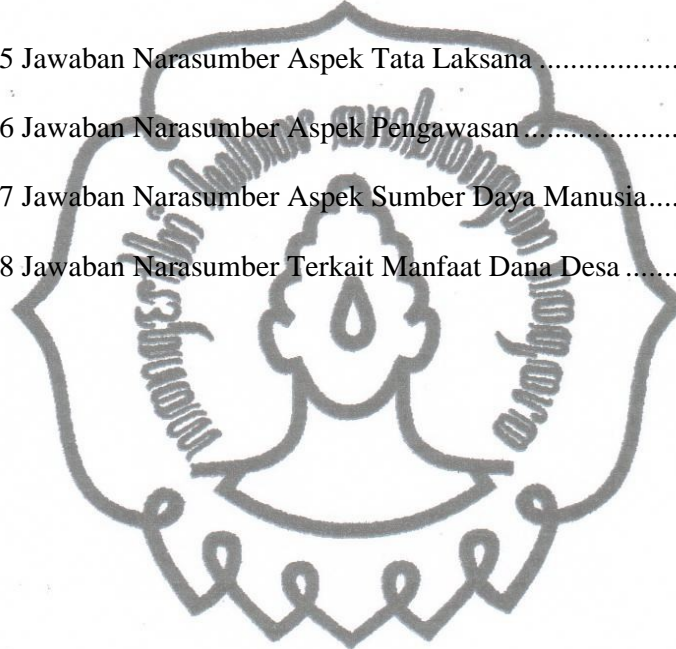 5 Jawaban Narasumber Aspek Tata Laksana ..................
6 Jawaban Narasumber Aspek Pengawasan ....................
7 Jawaban Narasumber Aspek Sumber Daya Manusia....
8 Jawaban Narasumber Terkait Manfaat Dana Desa .......